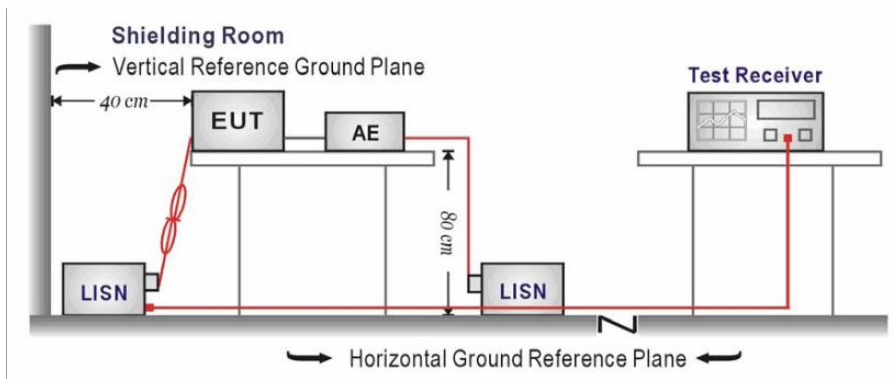 Shielding Room
Vertical Reference Ground Plane
Test Receiver
40 cm
EUT
AE
80 cm
LISN
LISN
Horizontal Ground Reference Plane